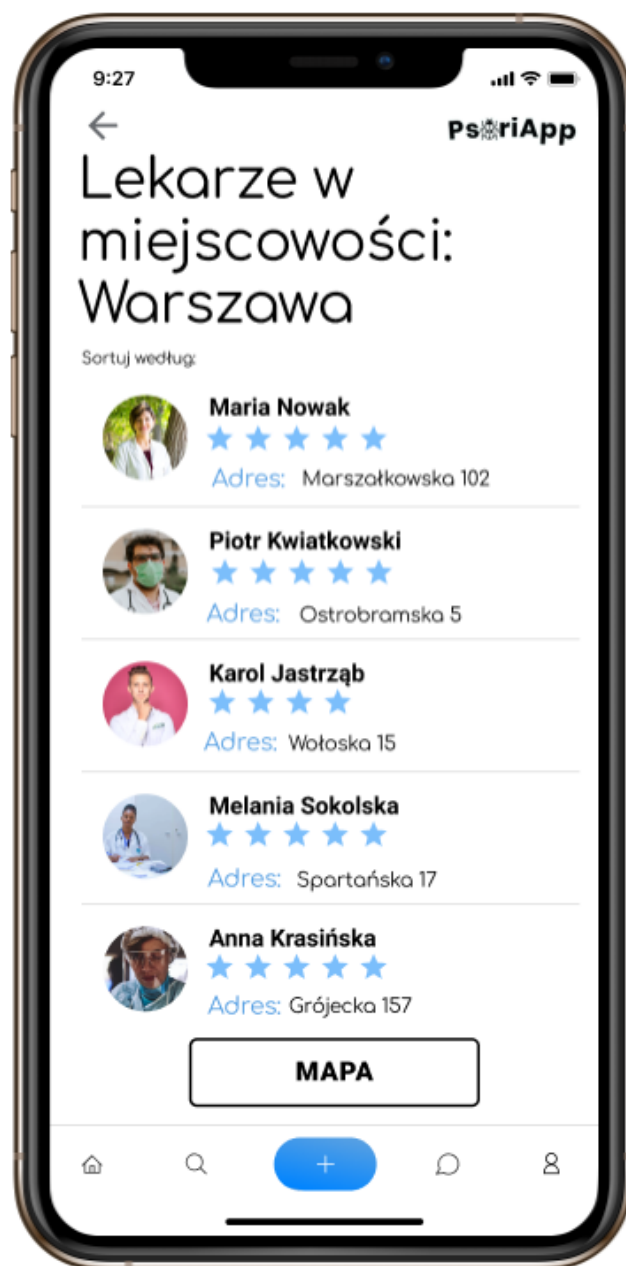 9:27
PsoriApp
Lekarze w
miejscowości:
Warszawa
Sortuj według:
Maria Nowak
Adres: Marszałkowska 102
Piotr Kwiatkowski
Adres: Ostrobramska 5
Karol Jastrząb
Adres: Wołoska 15
Melania Sokolska
Adres: Spartańska 17
Anna Krasińska
Adres: Grójecka 157
MAPA